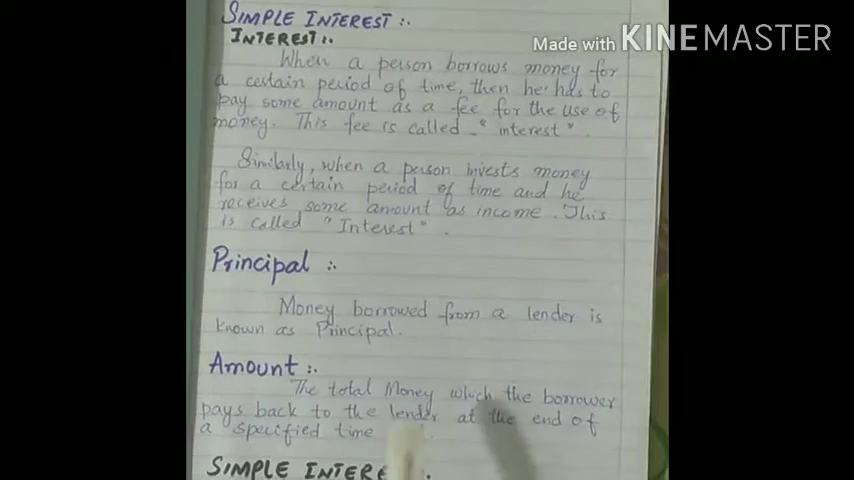 SIMPLE INTEREST :.
INTEREST :.
Made with KINEMASTER
When a person borrows money for
a certain period of time, then he has to
pay some amount as a fee for the use of
money. This fee is called "interest".
Similarly, when a person invests money
for a certain period of time and he
receives some amount as income. This
is called "Interest".
Principal :.
Money borrowed from a lender is
known as Principal.
Amount :.
The total Money which the borrower
pays back to the lender at the end of
a specified time
SIMPLE INTERE